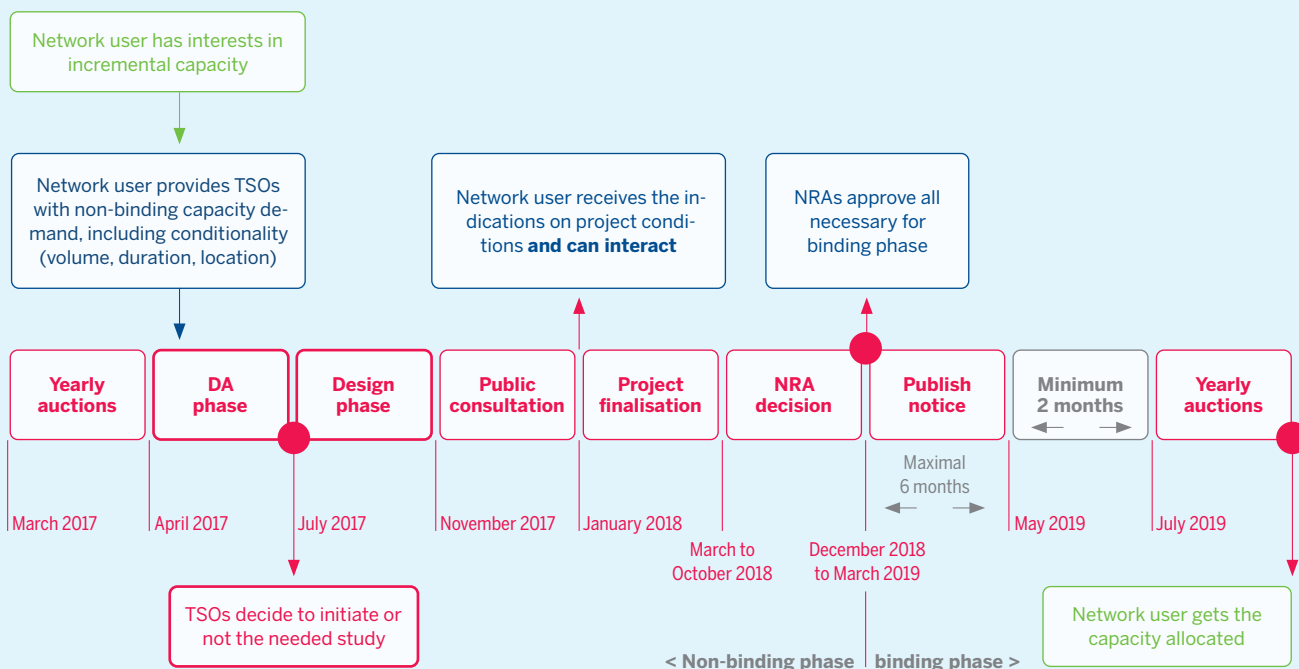 Network user has interests in
incremental capacity
Network user provides TSOs
with non-binding capacity de-
mand, including conditionality
(volume, duration, location)
Network user receives the in-
dications on project condi-
tions and can interact
NRAs approve all
necessary for
binding phase
Yearly
auctions
DA
phase
Design
phase
Public
consultation
Project
finalisation
NRA
decision
Publish
notice
Minimum
2 months
Yearly
auctions
Maximal
6 months
March 2017
April 2017
July 2017
November 2017
January 2018
March to
October 2018
December 2018
to March 2019
May 2019
July 2019
TSOs decide to initiate or
not the needed study
Network user gets the
capacity allocated
< Non-binding phase
binding phase >